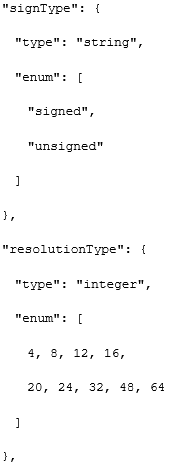 "signType": {
"type": "string",
"enum": [
"signed",
"unsigned"
]
},
"resolutionType": {
"type": "integer",
"enum": [
4, 8, 12, 16,
20, 24, 32, 48, 64
]
},